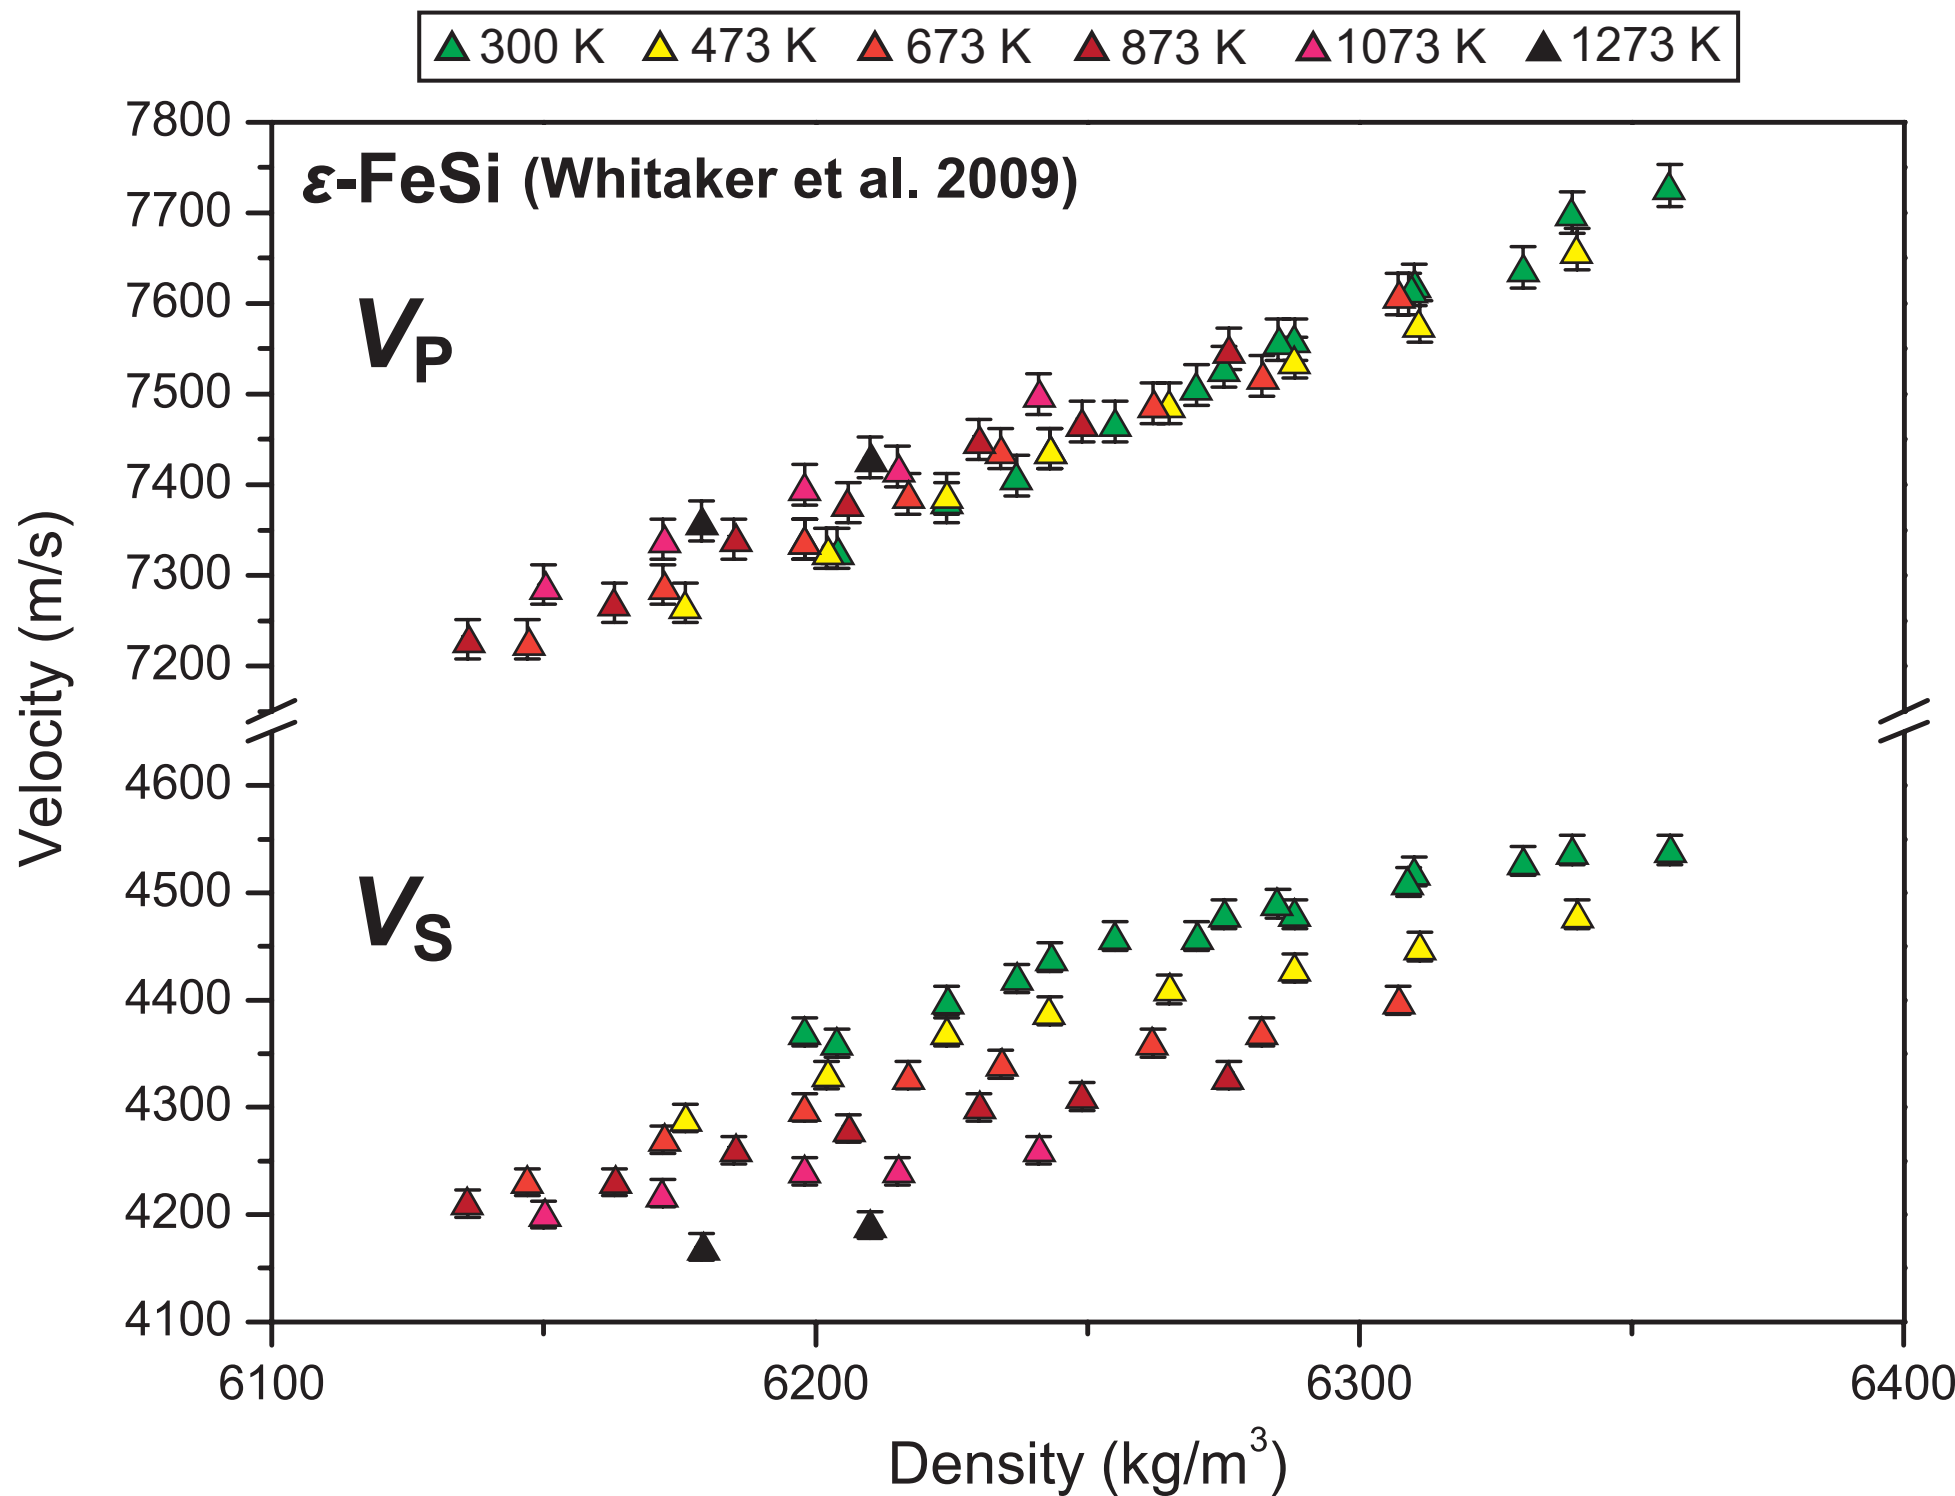 300 K 473 K 673 K 873 K 1073 K 1273 K
ε-FeSi (Whitaker et al. 2009)
7800
7700
7600
VP
7500
7400
7300
7200
Velocity (m/s)
4600
4500
VS
4400
4300
4200
4100
6100 6200 6300 6400
Density (kg/m³)